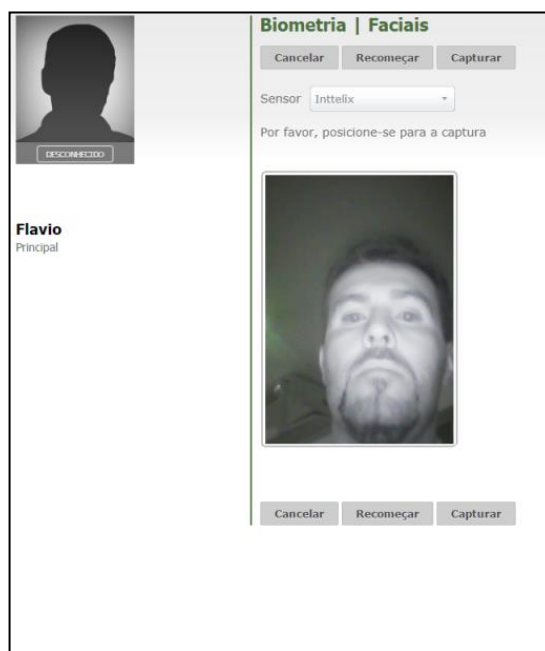 Biometria | Faciais
Cancelar Recomeçar Capturar
Sensor Inttelix
Por favor, posicione-se para a captura
DESCONHECIDO
Flavio
Principal
Cancelar Recomeçar Capturar